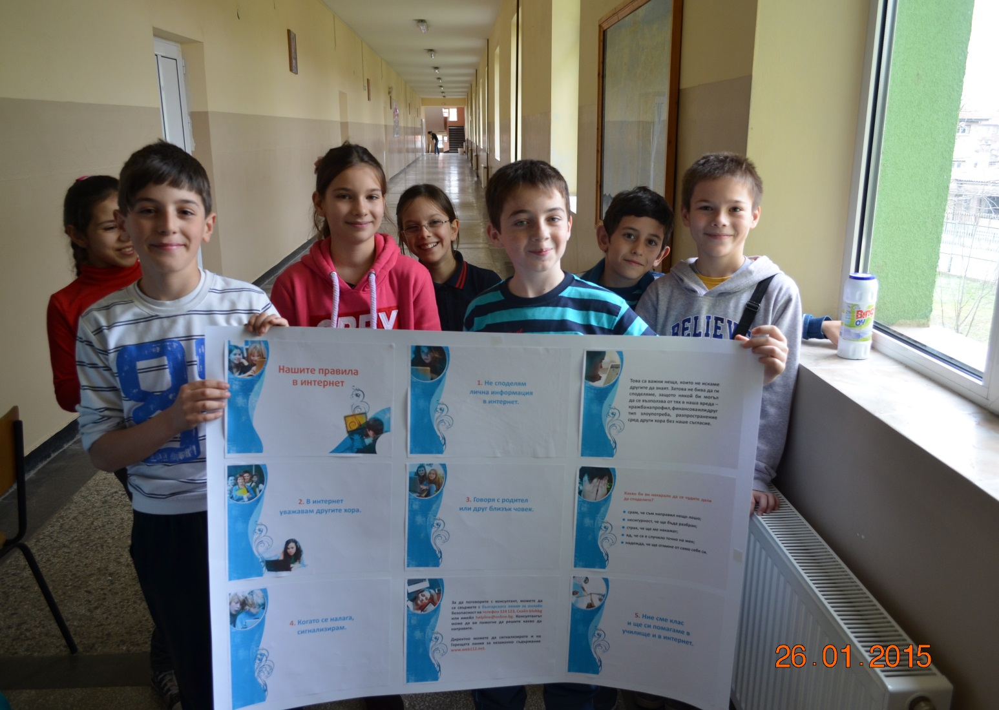 Нашите правила
в интернет
1. Не споделям
лична информация
в интернет.
Това са важни неща, които не искаме
другите да знаят. Затова не бива да ги
споделяме, защото някой би могъл
да се възползва от тях в наша вреда –
кражба на профил, финансова или друг
тип злоупотреба, разпространение
сред други хора без наше съгласие.
2. В интернет
уважавам другите хора.
3. Говоря с родител
или друг близък човек.
Какво би ви накарало да се чудите дали
да споделите?
срам, че съм направил нещо лошо;
несигурност, че ще бъда разбран;
страх, че ще ме накажат;
яд, че се е случило точно на мен;
надежда, че ще отмине от само себе си.
4. Когато се налага,
сигнализирам.
За да поговорите с консултант, можете да
се свържете с Българската линия за онлайн
безопасност на телефон 124 123, Скайп
или имейл helpline@online.bg. Консултантът
може да ви помогне да решите какво да
направите.
Директно можете да сигнализирате и на
Горещата линия за незаконно съдържание
www.web112.net.
5. Ние сме клас
и ще си помагаме в
училище и в интернет.
BELIEV
26.01.2015